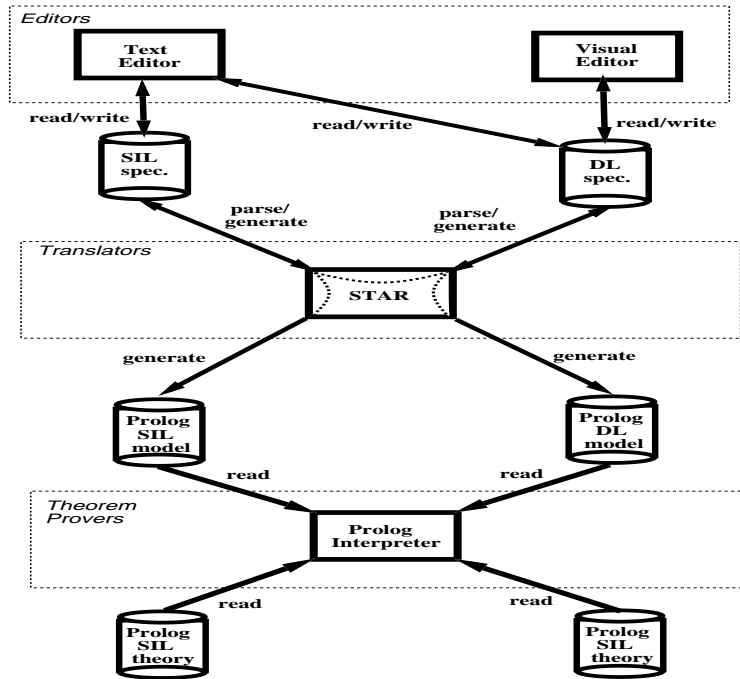 Editors
Text
Editor
Visual
Editor
read/write
read/write
read/write
SIL
spec.
DL
spec.
parse/
generate
parse/
generate
Translators
STAR
generate
generate
Prolog
SIL
model
Prolog
DL
model
read
read
Theorem
Provers
Prolog
Interpreter
read
read
Prolog
SIL
theory
Prolog
SIL
theory